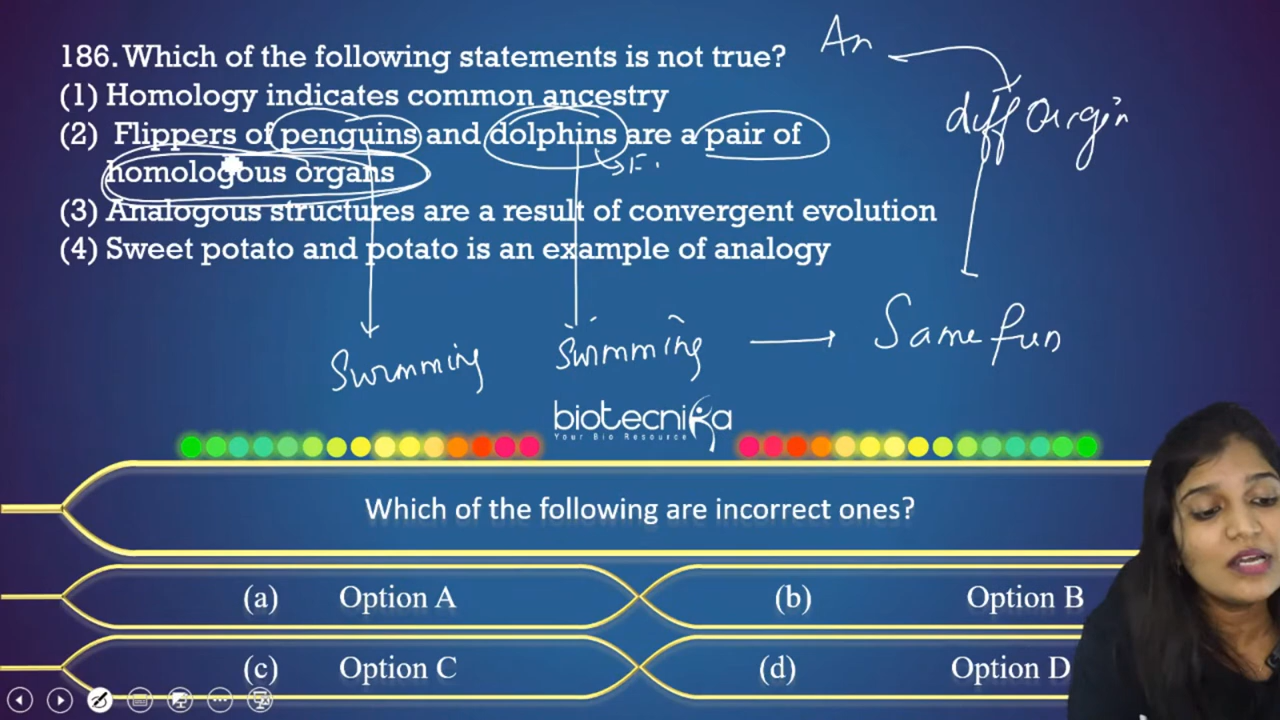 186. Which of the following statements is not true?
(1) Homology indicates common ancestry
(2) Flippers of penguins and dolphins are a pair of
homologous organs
(3) Analogous structures are a result of convergent evolution
(4) Sweet potato and potato is an example of analogy
An
diff Origin
Swimming
Swimming
Same fun
biotecnika
Your Bio Resource
Which of the following are incorrect ones?
(a) Option A
(b) Option B
(c) Option C
(d) Option D